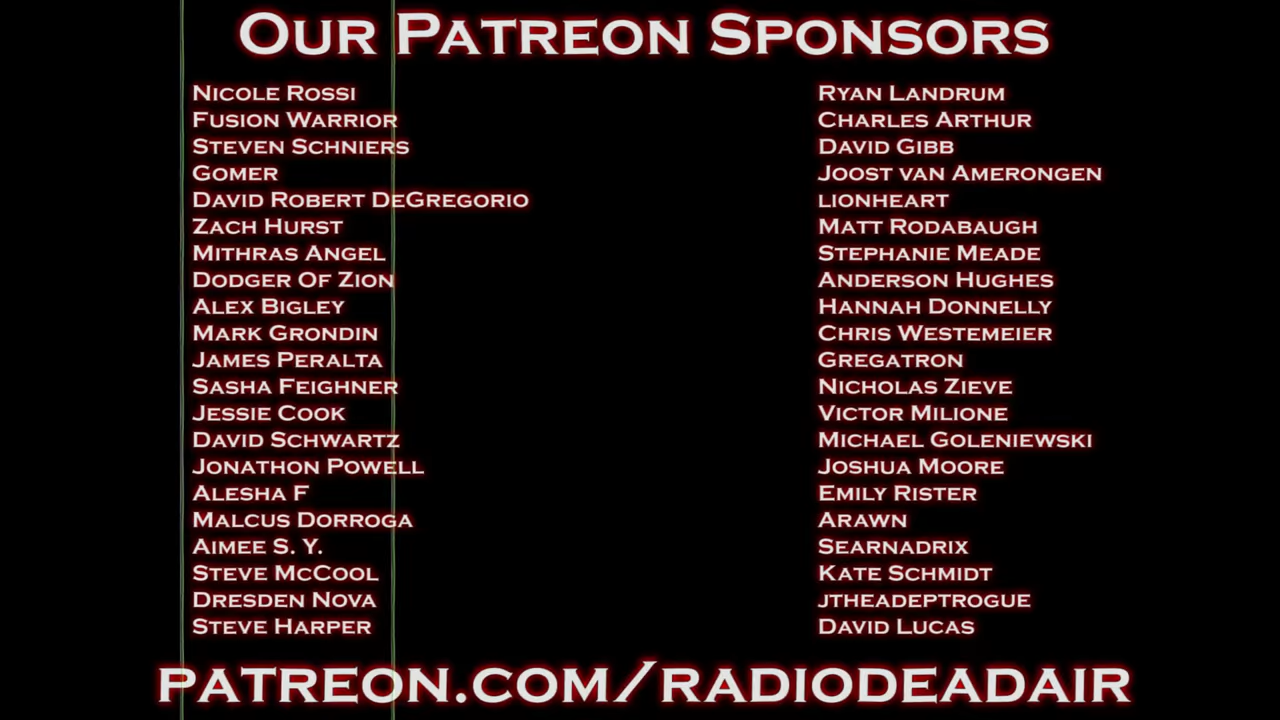 Our Patreon Sponsors
Nicole Rossi
Fusion Warrior
Steven Schniers
Gomer
David Robert DeGregorio
Zach Hurst
Mithras Angel
Dodger Of Zion
Alex Bigley
Mark Grondin
James Peralta
Sasha Feighner
Jessie Cook
David Schwartz
Jonathon Powell
Alesha F
Malcus Dorroga
Aimee S. Y.
Steve McCool
Dresden Nova
Steve Harper
Ryan Landrum
Charles Arthur
David Gibb
Joost van Amerongen
lionheart
Matt Rodabaugh
Stephanie Meade
Anderson Hughes
Hannah Donnelly
Chris Westemeier
Gregatron
Nicholas Zieve
Victor Milione
Michael Goleniewski
Joshua Moore
Emily Rister
Arawn
Searnadrix
Kate Schmidt
jtheadeptrogue
David Lucas
patreon.com/radiodeadair